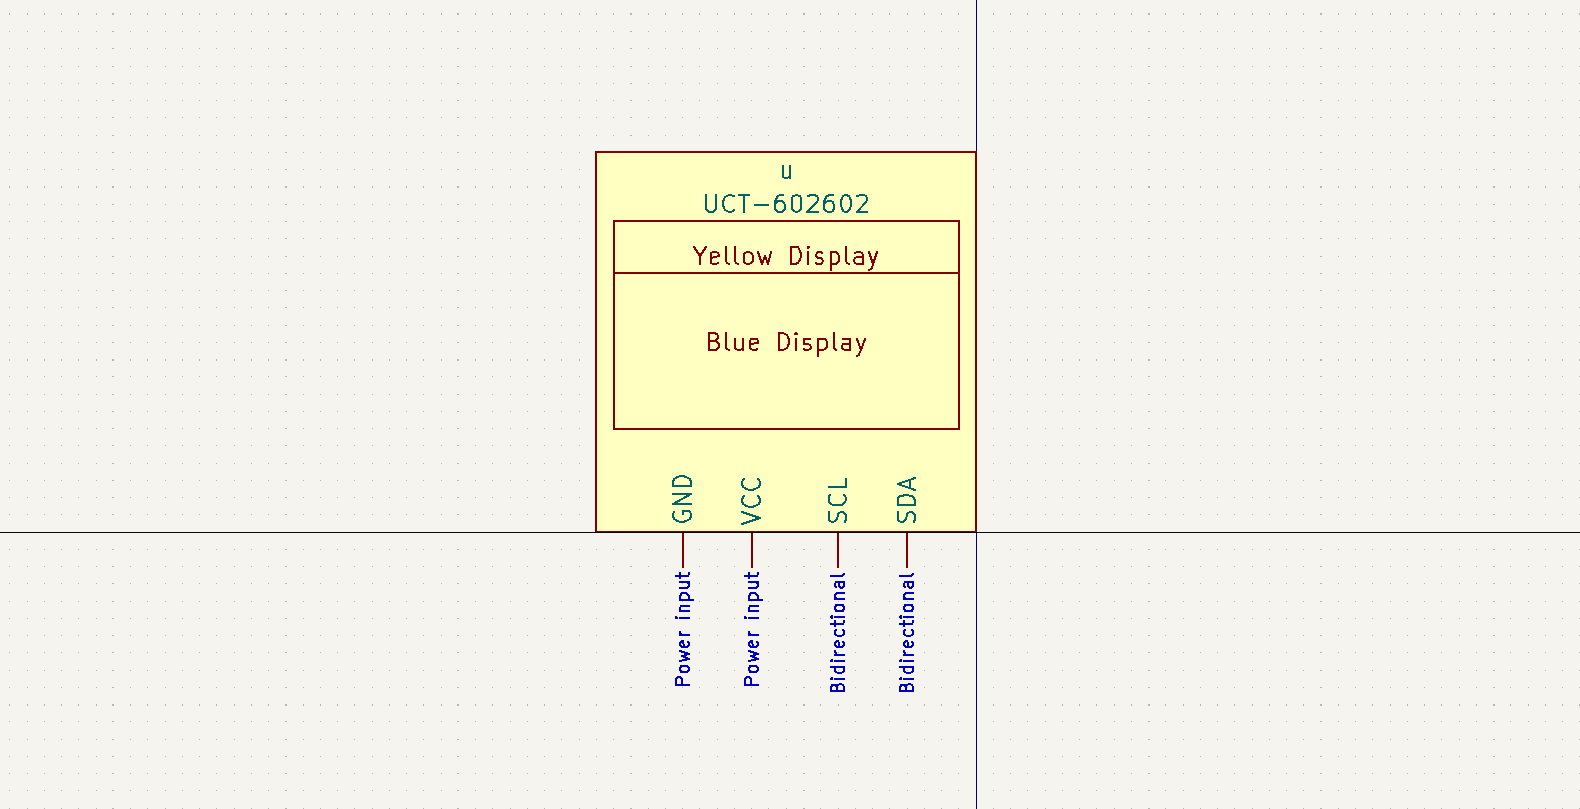 u
UCT-602602
Yellow Display
Blue Display
GND
VCC
SCL
SDA
Power input
Power input
Bidirectional
Bidirectional